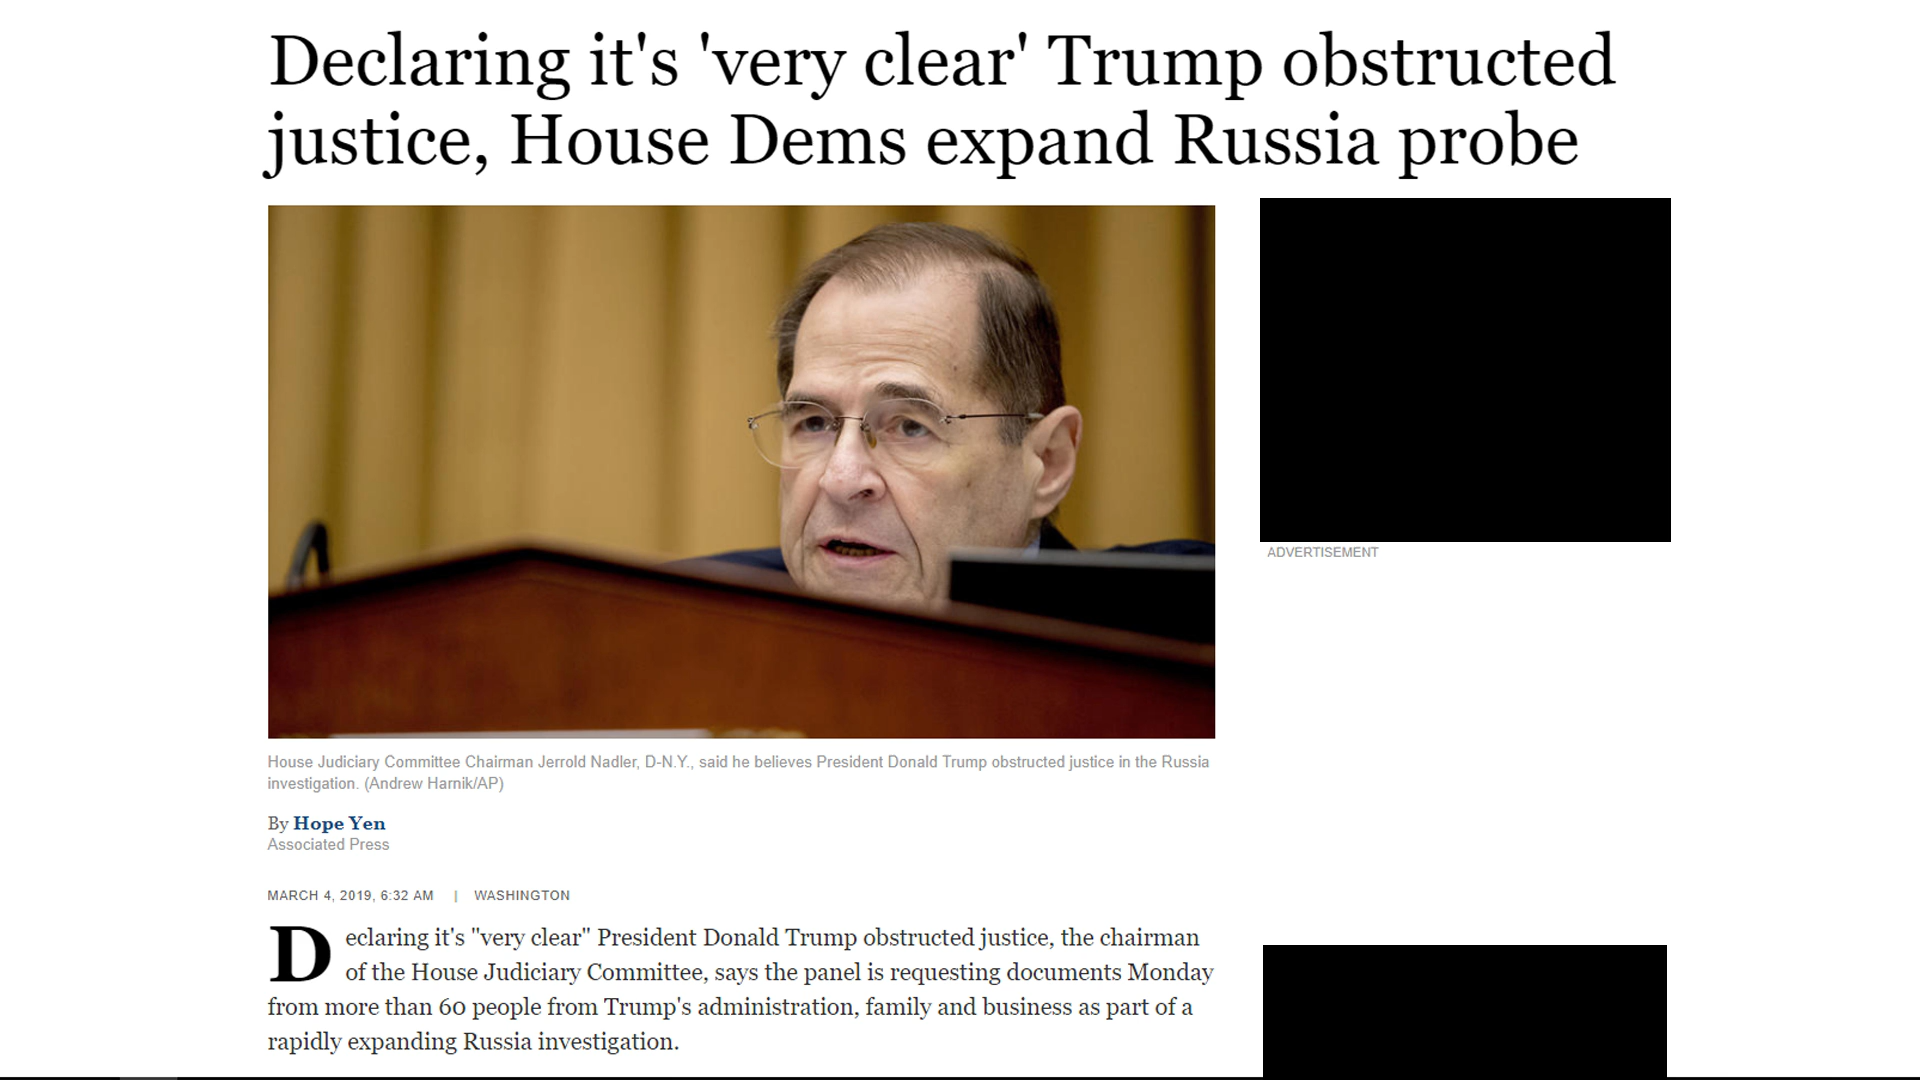 Declaring it's 'very clear' Trump obstructed
justice, House Dems expand Russia probe
ADVERTISEMENT
House Judiciary Committee Chairman Jerrold Nadler, D-N.Y., said he believes President Donald Trump obstructed justice in the Russia
investigation. (Andrew Harnik/AP)
By Hope Yen
Associated Press
MARCH 4, 2019, 6:32 AM | WASHINGTON
Declaring it's "very clear" President Donald Trump obstructed justice, the chairman
of the House Judiciary Committee, says the panel is requesting documents Monday
from more than 60 people from Trump's administration, family and business as part of a
rapidly expanding Russia investigation.